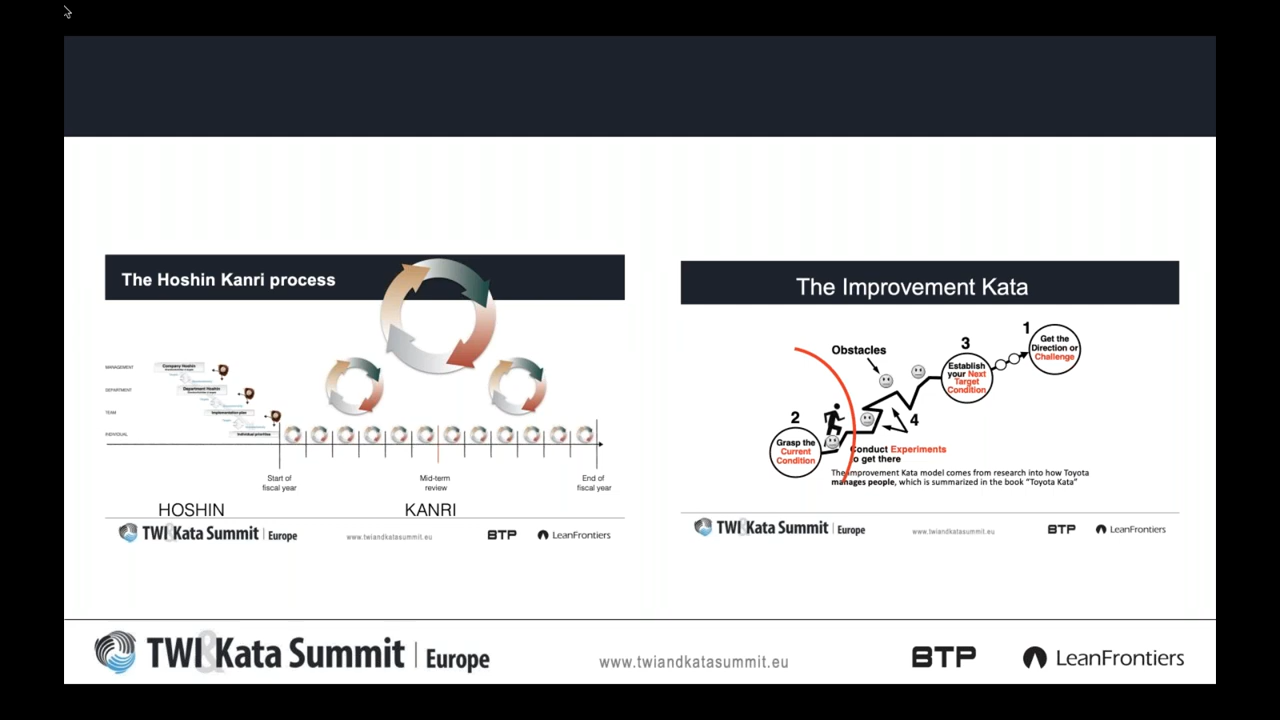 The Hoshin Kanri process
MANAGEMENT
Company Hoshin
DEPARTMENT
Department Hoshin
TEAM
Implementation plan
INDIVIDUAL
Individual priorities
Start of
fiscal year
Mid-term
review
End of
fiscal year
HOSHIN
KANRI
TWI&Kata Summit | Europe
www.twiandkatasummit.eu
BTP
LeanFrontiers
The Improvement Kata
1
Get the
Direction or
Challenge
3
Establish
your Next
Target
Condition
Obstacles
2
Grasp the
Current
Condition
4
Conduct Experiments
to get there
The Improvement Kata model comes from research into how Toyota
manages people, which is summarized in the book “Toyota Kata”
TWI&Kata Summit | Europe
www.twiandkatasummit.eu
BTP
LeanFrontiers
TWI&Kata Summit | Europe
www.twiandkatasummit.eu
BTP
LeanFrontiers